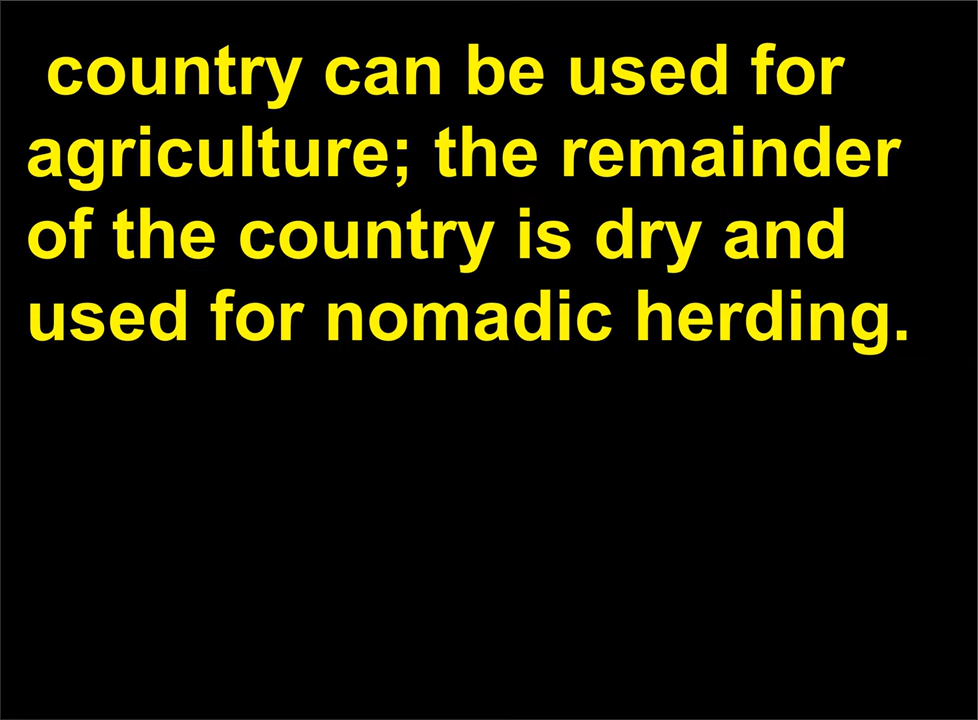 country can be used for
agriculture; the remainder
of the country is dry and
used for nomadic herding.